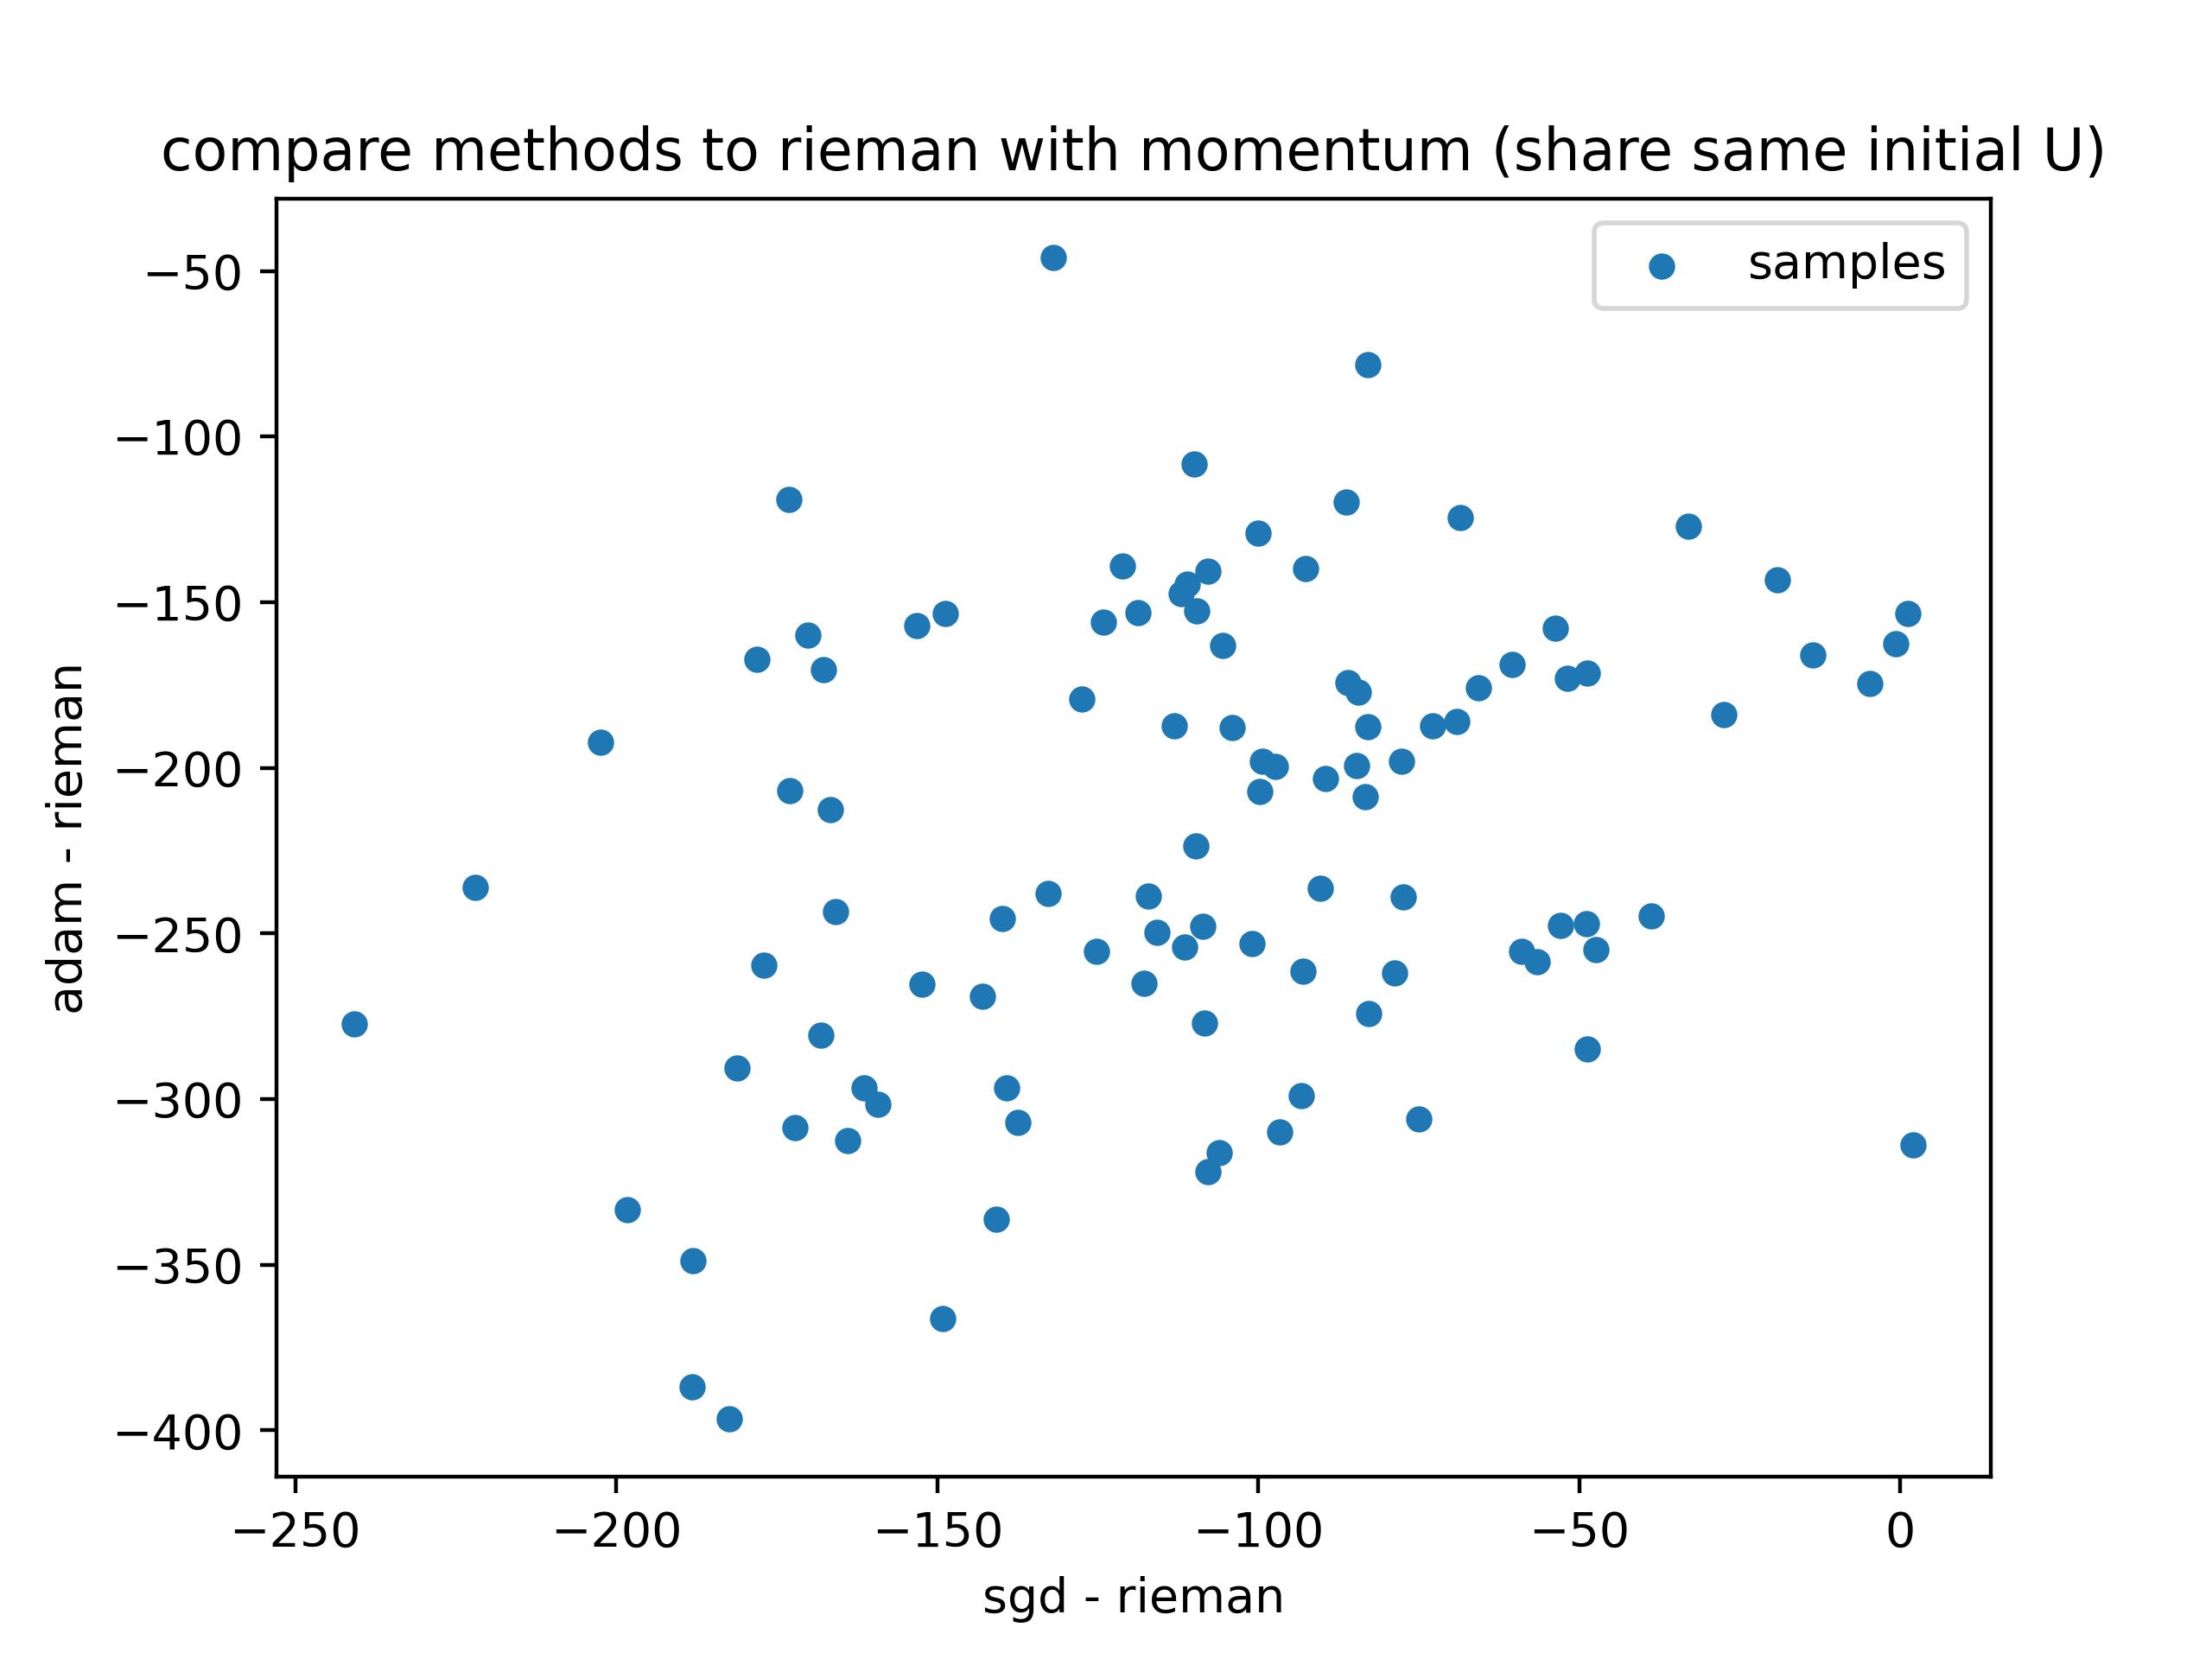 compare methods to rieman with momentum (share same initial U)
samples
−50
−100
−150
−200
−250
−300
−350
−400
adam - rieman
−250 −200 −150 −100 −50 0
sgd - rieman